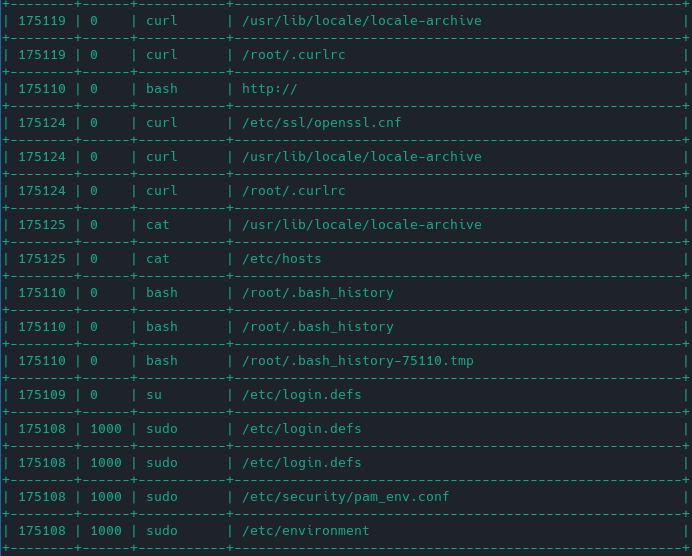 | 175119 | 0 | curl | /usr/lib/locale/locale-archive |
| 175119 | 0 | curl | /root/.curlrc |
| 175110 | 0 | bash | http:// |
| 175124 | 0 | curl | /etc/ssl/openssl.cnf |
| 175124 | 0 | curl | /usr/lib/locale/locale-archive |
| 175124 | 0 | curl | /root/.curlrc |
| 175125 | 0 | cat | /usr/lib/locale/locale-archive |
| 175125 | 0 | cat | /etc/hosts |
| 175110 | 0 | bash | /root/.bash_history |
| 175110 | 0 | bash | /root/.bash_history |
| 175110 | 0 | bash | /root/.bash_history-75110.tmp |
| 175109 | 0 | su | /etc/login.defs |
| 175108 | 1000 | sudo | /etc/login.defs |
| 175108 | 1000 | sudo | /etc/login.defs |
| 175108 | 1000 | sudo | /etc/security/pam_env.conf |
| 175108 | 1000 | sudo | /etc/environment |